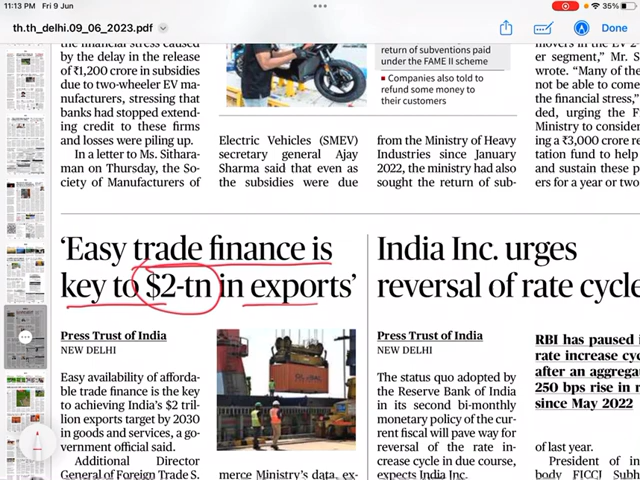 11:13 PM Fri 9 Jun
35%
th.th_delhi.09_06_2023.pdf
Done
the financial stress caused
by the delay in the release
of ₹1,200 crore in subsidies
due to two-wheeler EV ma-
nufacturers, stressing that
banks had stopped extend-
ing credit to these firms
and losses were piling up.
In a letter to Ms. Sithara-
man on Thursday, the So-
ciety of Manufacturers of
Electric Vehicles (SMEV)
secretary general Ajay
Sharma said that even as
the subsidies were due
return of subventions paid
under the FAME II scheme
Companies also told to
refund some money to
their customers
from the Ministry of Heavy
Industries since January
2022, the ministry had also
sought the return of sub-
movers in the EV 2-
er segment,” Mr. S
wrote. “Many of the
not be able to come
the financial stress,”
ded, urging the F
Ministry to consider
a ₹3,000 crore re
tation fund to help
and sustain these p
ers for a year or two
‘Easy trade finance is
key to $2-tn in exports’
Press Trust of India
NEW DELHI
Easy availability of afforda-
ble trade finance is the key
to achieving India’s $2 tril-
lion exports target by 2030
in goods and services, a go-
vernment official said.
Additional Director
General of Foreign Trade S.
merce Ministry’s data, ex-
India Inc. urges
reversal of rate cycle
Press Trust of India
NEW DELHI
The status quo adopted by
the Reserve Bank of India
in its second bi-monthly
monetary policy of the cur-
rent fiscal will pave way for
reversal of the rate in-
crease cycle in due course,
expects India Inc.
RBI has paused i
rate increase cyc
after an aggrega
250 bps rise in r
since May 2022
of last year.
President of in
body FICCI Subh